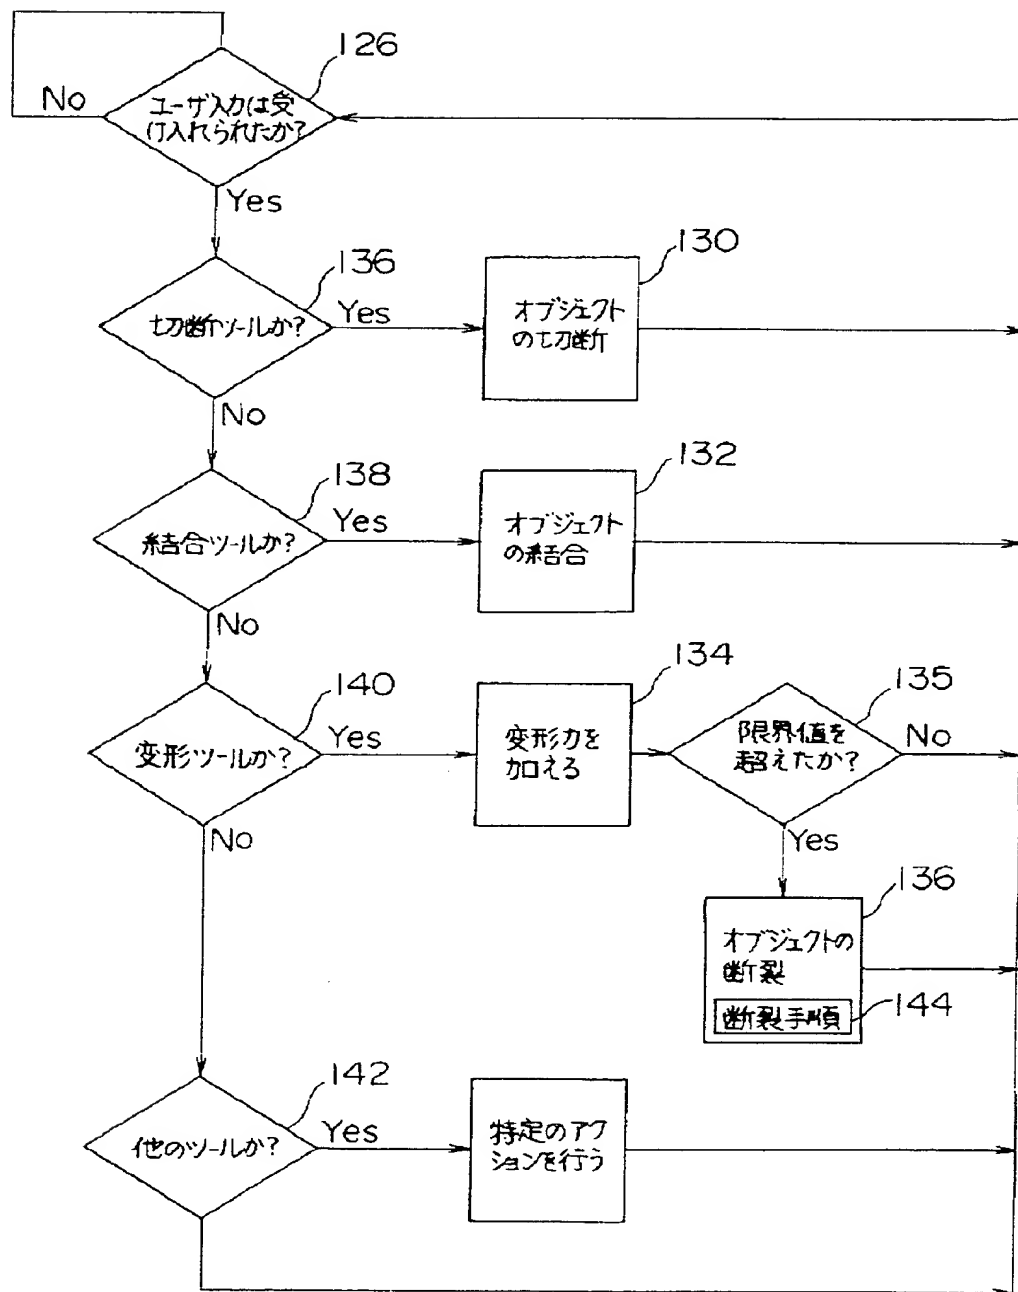 126
No
ユーザ入力は受
け入れられたか?
Yes
136
切断ツールか?
Yes
130
オブジェクト
の切断
No
138
結合ツールか?
Yes
132
オブジェクト
の結合
No
140
変形ツールか?
Yes
134
変形力を
加える
135
限界値を
超えたか?
No
Yes
No
136
オブジェクトの
断裂
断裂手順
144
142
他のツールか?
Yes
特定のアク
ションを行う